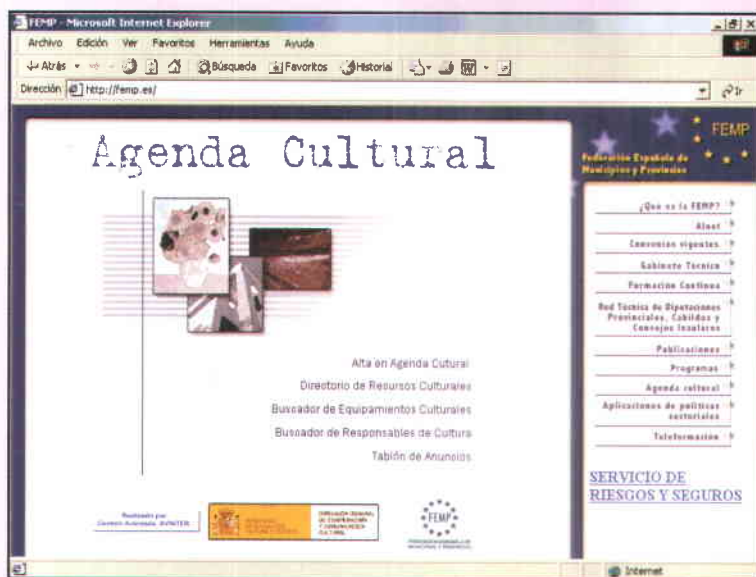 FEMP - Microsoft Internet Explorer
Archivo Edición Ver Favoritos Herramientas Ayuda
Atrás Búsqueda Favoritos Historial
Dirección http://femp.es/ Ir
Agenda Cultural
Alta en Agenda Cutural
Directorio de Recursos Culturales
Buscador de Equipamientos Culturales
Buscador de Responsables de Cultura
Tablón de Anuncios
Realizado por
FEMP
FEMP
Federación Española de
Municipios y Provincias
¿Que es la FEMP?
Convenios vigentes
Gabinete Técnico
Formación Continua
Red Técnica de Diputaciones
Provinciales, Cabildos y
Consejos Insulares
Publicaciones
Programas
Agenda cultural
Aplicaciones de políticas
sectoriales
Teleformación
SERVICIO DE
RIESGOS Y SEGUROS
Internet